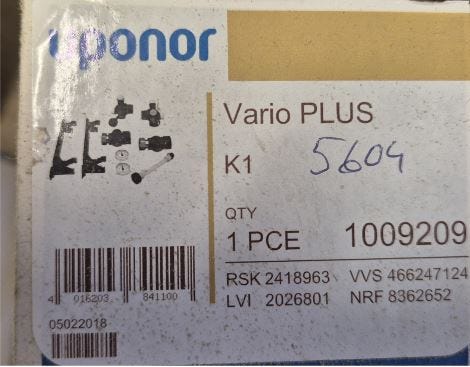 uponor
Vario PLUS
K1 5604
QTY
1 PCE 1009209
RSK 2418963 VVS 466247124
LVI 2026801 NRF 8362652
4 016203 841100
05022018